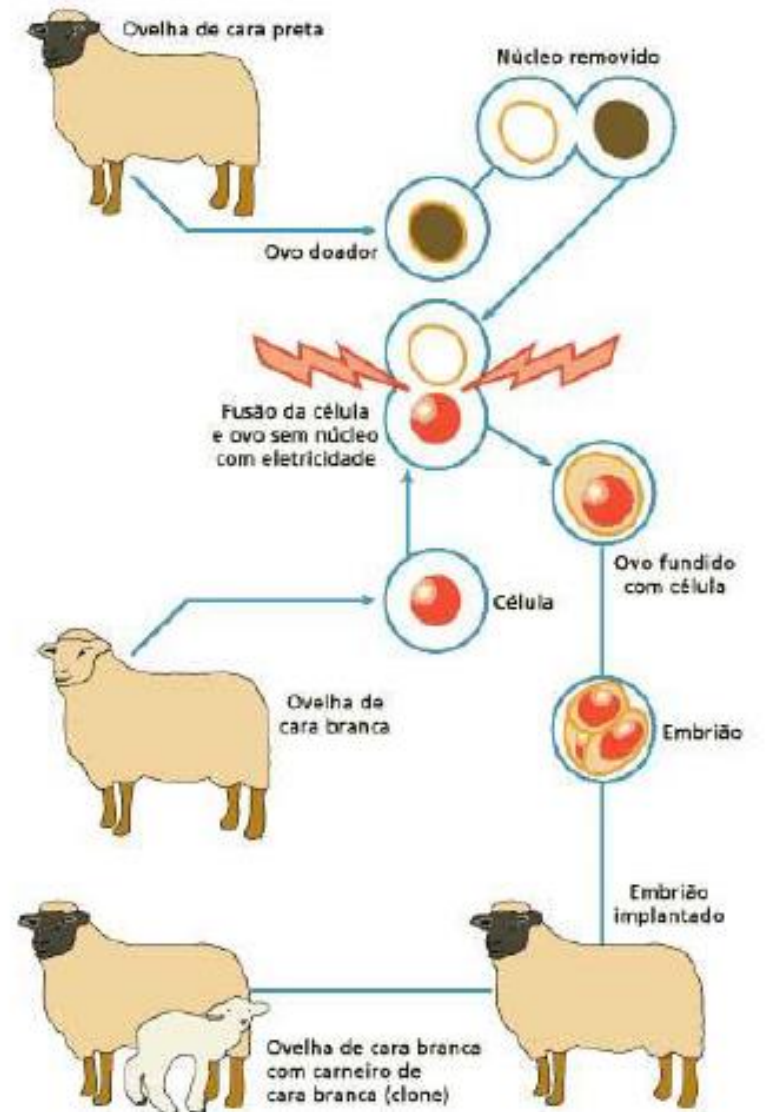 Ovelha de cara preta
Núcleo removido
Ovo doador
Fusão da célula
e ovo sem núcleo
com eletricidade
Ovo fundido
com célula
Célula
Ovelha de
cara branca
Embrião
Embrião
implantado
Ovelha de cara branca
com carneiro de
cara branca (clone)